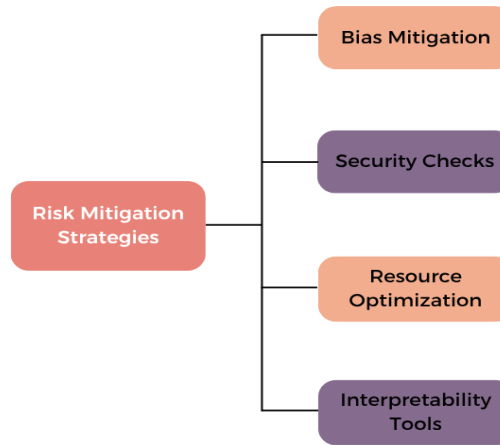 Bias Mitigation
Security Checks
Risk Mitigation
Strategies
Resource
Optimization
Interpretability
Tools